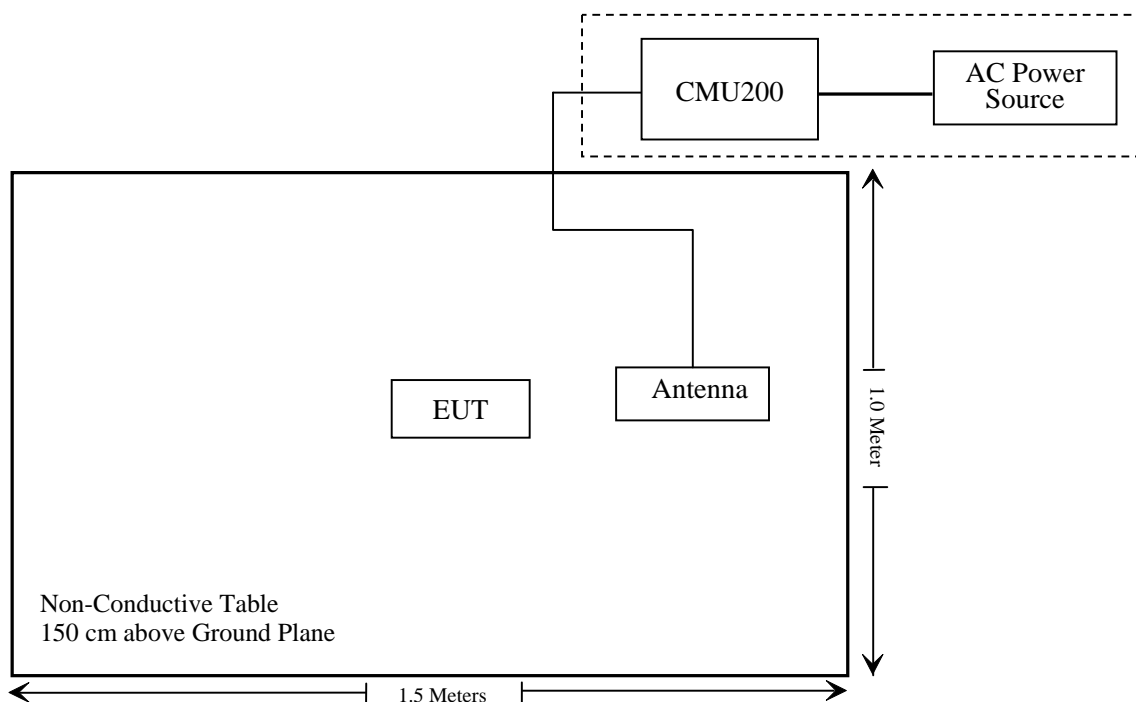 CMU200
AC Power
Source
EUT
Antenna
1.0 Meter
Non-Conductive Table
150 cm above Ground Plane
1.5 Meters